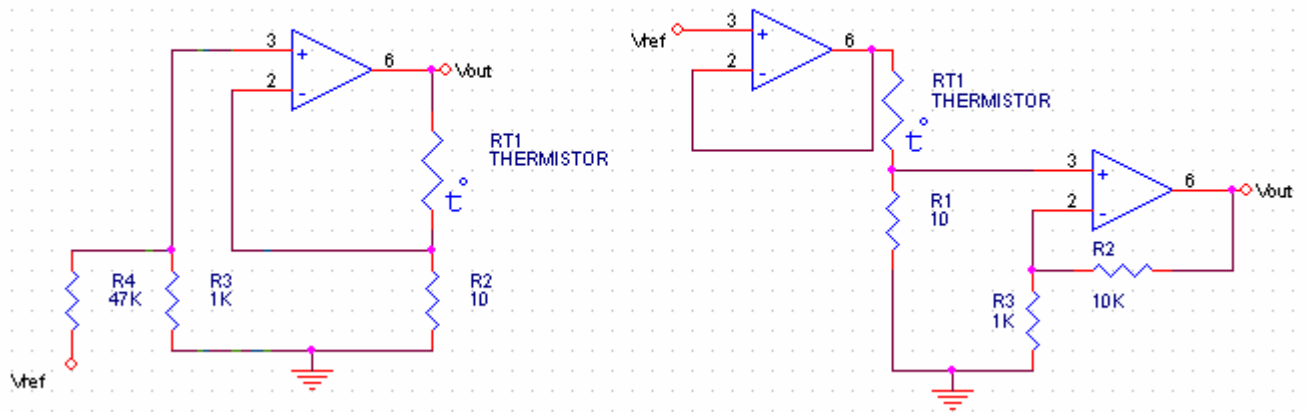 3
+
2
-
6
Vout
RT1
THERMISTOR
t°
R4
47K
R3
1K
R2
10
Vref
Vref
3
+
2
-
6
RT1
THERMISTOR
t°
R1
10
3
+
2
-
6
Vout
R2
10K
R3
1K